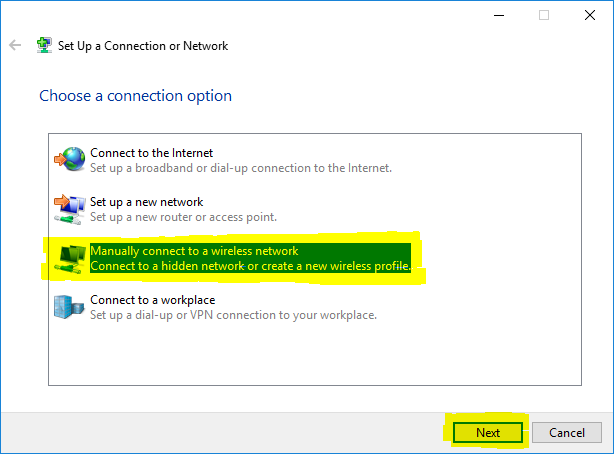 Set Up a Connection or Network
Choose a connection option
Connect to the Internet
Set up a broadband or dial-up connection to the Internet.
Set up a new network
Set up a new router or access point.
Manually connect to a wireless network
Connect to a hidden network or create a new wireless profile.
Connect to a workplace
Set up a dial-up or VPN connection to your workplace.
Next
Cancel